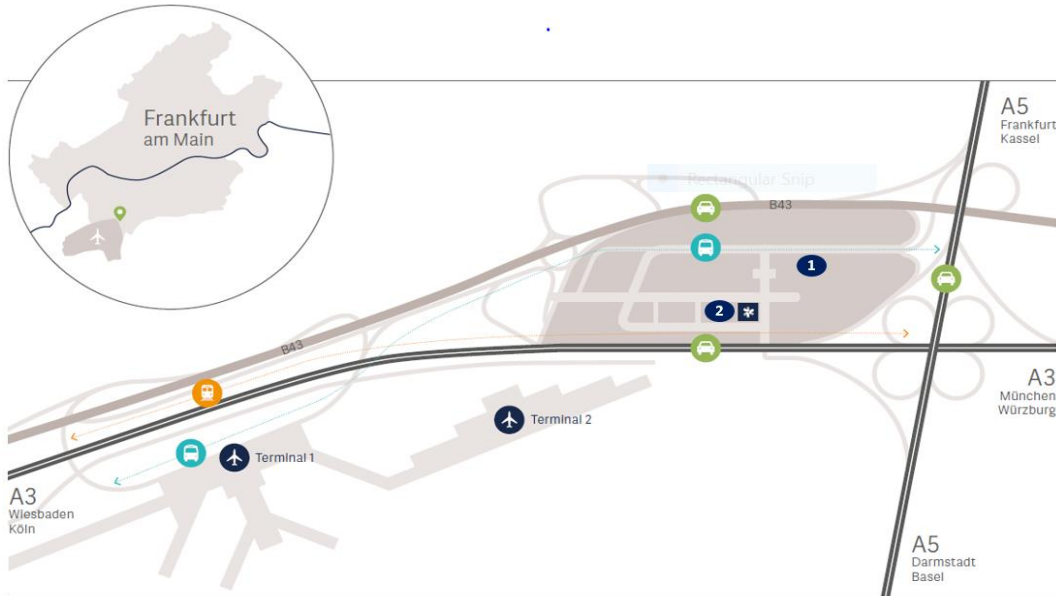 Frankfurt
am Main
A5
Frankfurt
Kassel
Rectangular Snip
B43
1
2
B43
A3
München
Würzburg
Terminal 2
Terminal 1
A3
Wiesbaden
Köln
A5
Darmstadt
Basel